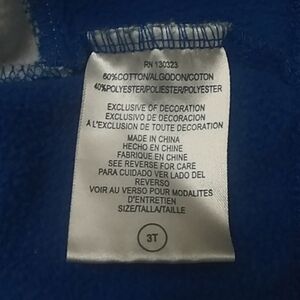 RN 130323
60%COTTON/ALGODON/COTON
40%POLYESTER/POLIESTER/POLYESTER
EXCLUSIVE OF DECORATION
EXCLUSIVO DE DECORACION
A L'EXCLUSION DE TOUTE DECORATION
MADE IN CHINA
HECHO EN CHINE
FABRIQUE EN CHINE
SEE REVERSE FOR CARE
PARA CUIDADO VER LADO DEL
REVERSO
VOIR AU VERSO POUR MODALITES
D'ENTRETIEN
SIZE/TALLA/TAILLE
3T